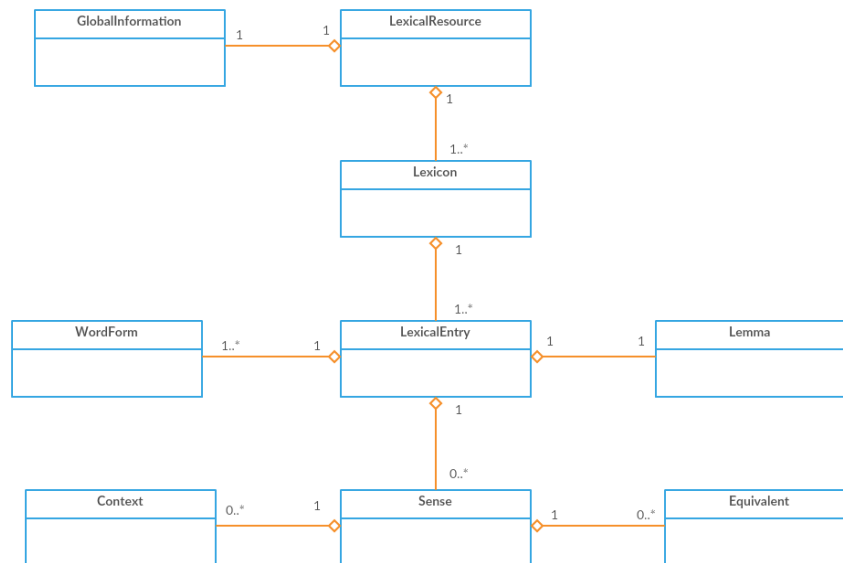 GlobalInformation
LexicalResource
1
1
1
1..*
Lexicon
1
1..*
WordForm
LexicalEntry
Lemma
1..*
1
1
1
1
0..*
Context
Sense
Equivalent
0..*
1
1
0..*